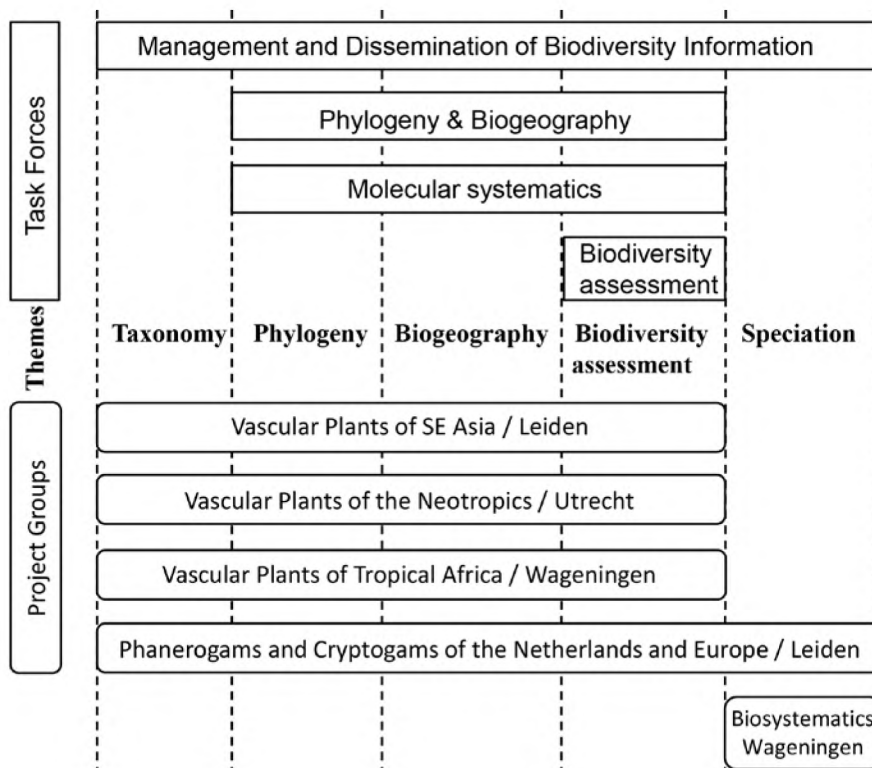 Task Forces
Management and Dissemination of Biodiversity Information
Phylogeny & Biogeography
Molecular systematics
Biodiversity
assessment
Themes
Taxonomy
Phylogeny
Biogeography
Biodiversity
assessment
Speciation
Project Groups
Vascular Plants of SE Asia / Leiden
Vascular Plants of the Neotropics / Utrecht
Vascular Plants of Tropical Africa / Wageningen
Phanerogams and Cryptogams of the Netherlands and Europe / Leiden
Biosystematics
Wageningen